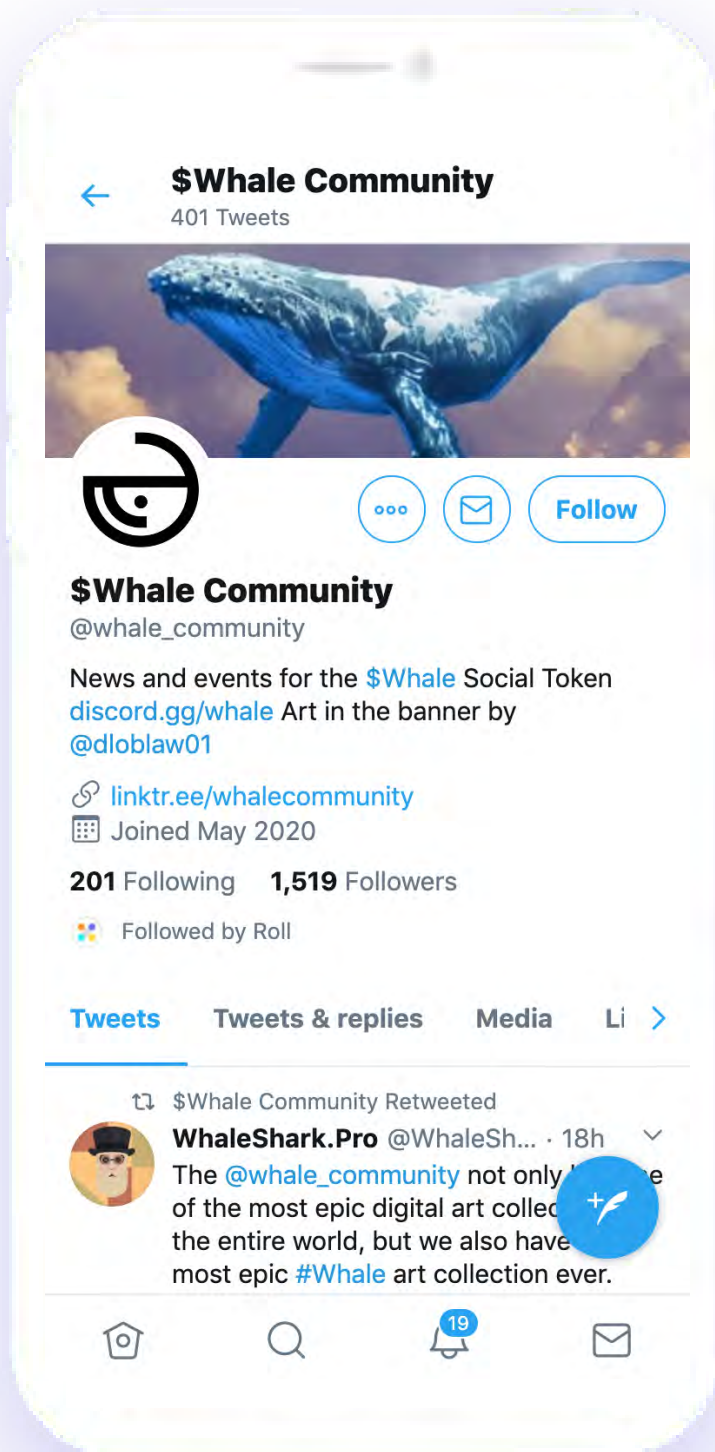 $Whale Community
401 Tweets
Follow
$Whale Community
@whale_community
News and events for the $Whale Social Token
discord.gg/whale Art in the banner by
@dloblaw01
linktr.ee/whalecommunity
Joined May 2020
201 Following 1,519 Followers
Followed by Roll
Tweets Tweets & replies Media Li
$Whale Community Retweeted
WhaleShark.Pro @WhaleSh... · 18h
The @whale_community not only
of the most epic digital art collec
the entire world, but we also have
most epic #Whale art collection ever.
19